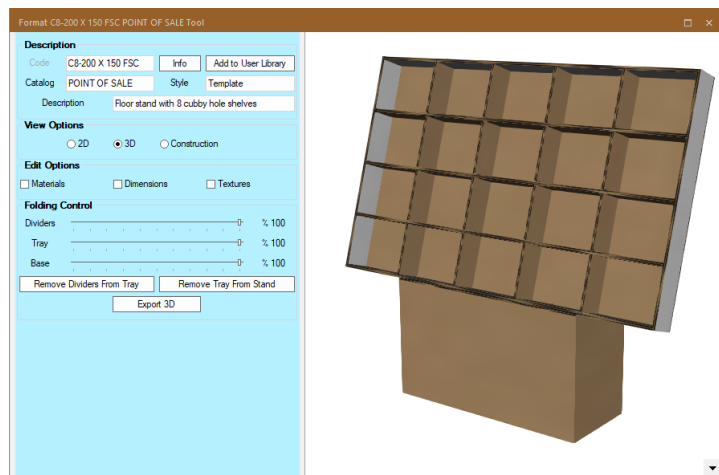 Format C8-200 X 150 FSC POINT OF SALE Tool
Description
Code C8-200 X 150 FSC Info Add to User Library
Catalog POINT OF SALE Style Template
Description Floor stand with 8 cubby hole shelves
View Options
2D 3D Construction
Edit Options
Materials Dimensions Textures
Folding Control
Dividers % 100
Tray % 100
Base % 100
Remove Dividers From Tray Remove Tray From Stand
Export 3D